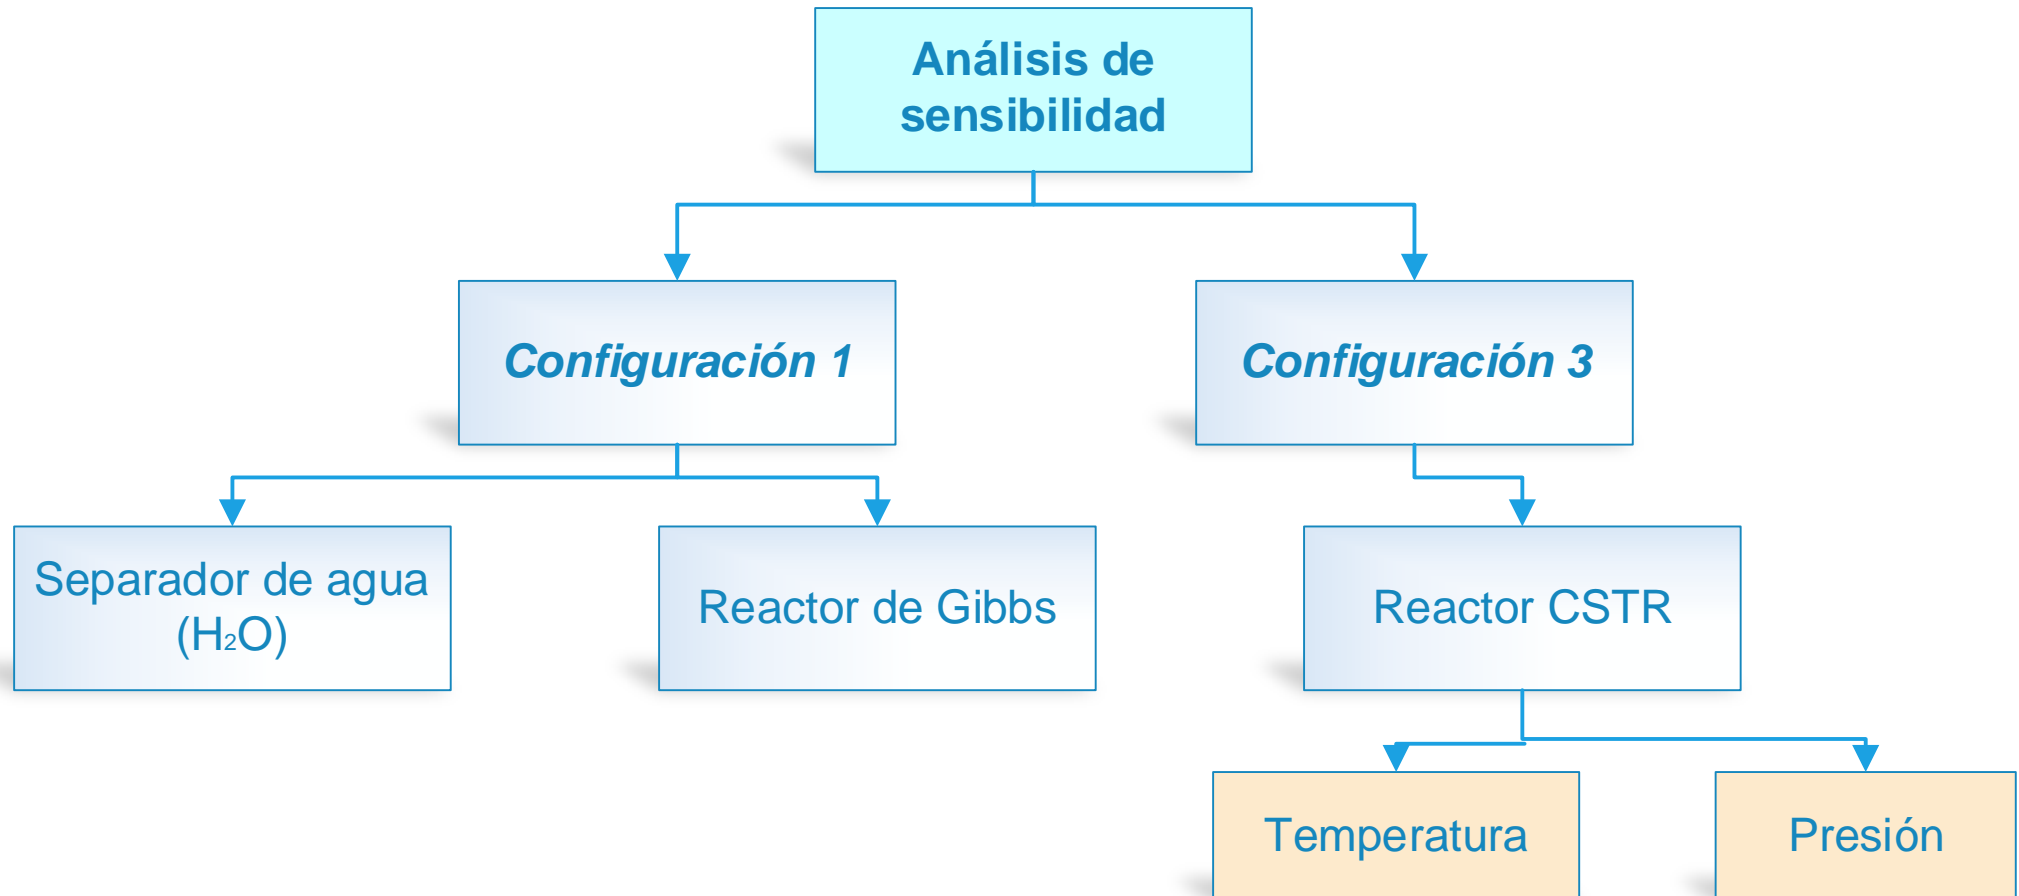 Análisis de
sensibilidad
Configuración 1
Configuración 3
Separador de agua
(H₂O)
Reactor de Gibbs
Reactor CSTR
Temperatura
Presión